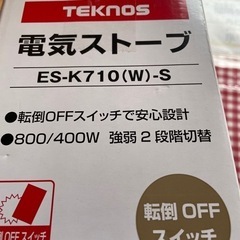 TEKNOS
電気ストーブ
ES-K710(W)-S
●転倒OFFスイッチで安心設計
●800/400W 強弱2段階切替
転倒OFFスイッチ
転倒 OFF
スイッチ